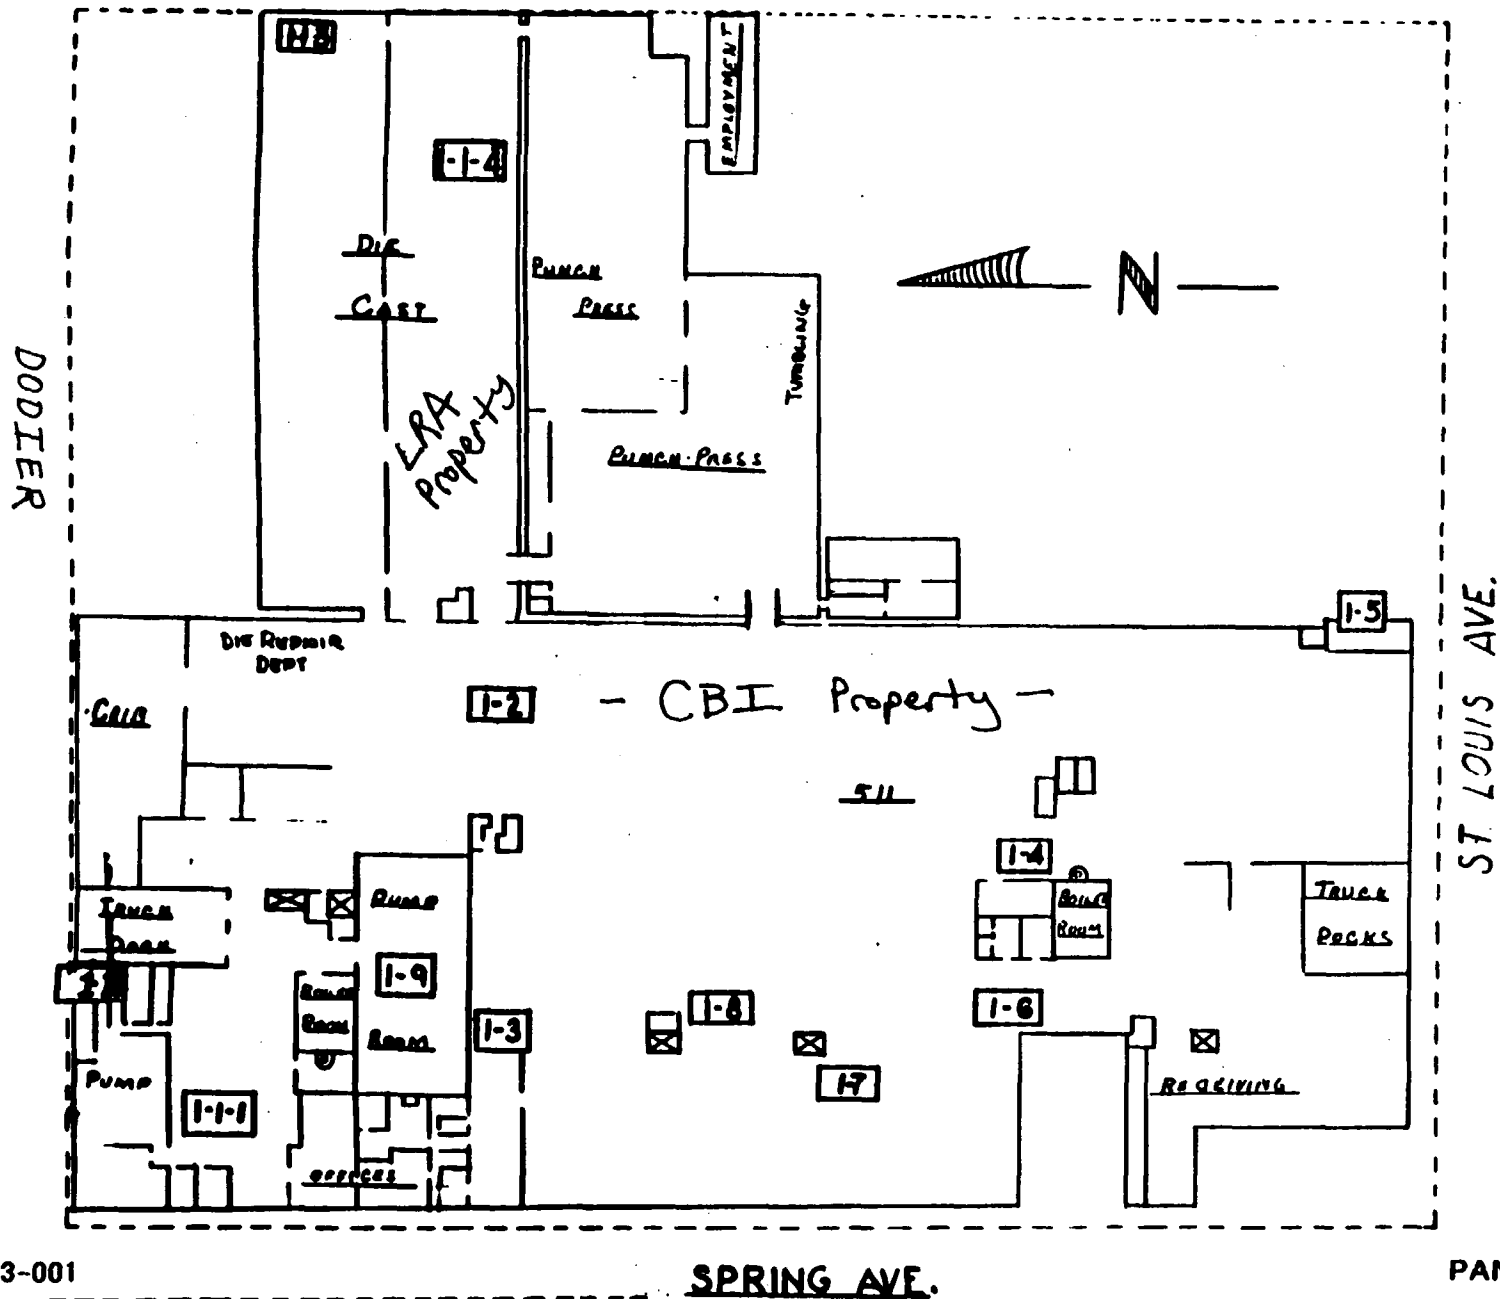 EMPLOYMENT
1-1-4
DIE
CAST
PUNCH
PRESS
N
TUMBLING
DODIER
LRA
Property
PUNCH-PRESS
1-5
ST. LOUIS AVE.
DIE REPAIR
DEPT
CRIB
1-2
- CBI Property -
511
1-4
TRUCK
DOCK
PUMP
BOILER
ROOM
TRUCK
DOCKS
1-9
BOILER
ROOM
ROOM
1-3
1-8
1-6
1-7
PUMP
1-1-1
RECEIVING
OFFICES
3-001
SPRING AVE.
PAN